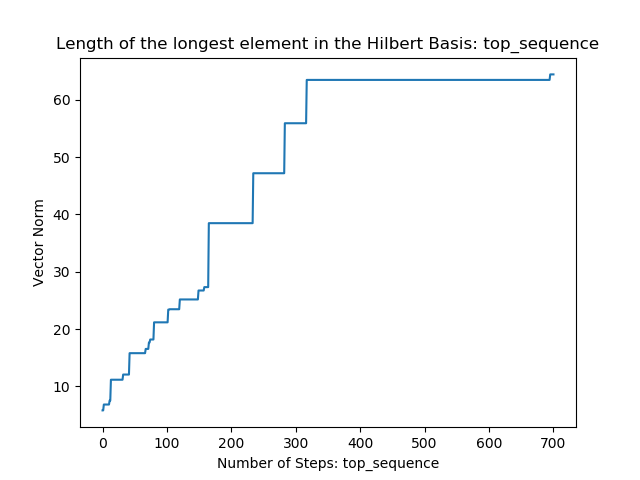 Length of the longest element in the Hilbert Basis: top_sequence
60
50
40
30
20
10
Vector Norm
0 100 200 300 400 500 600 700
Number of Steps: top_sequence